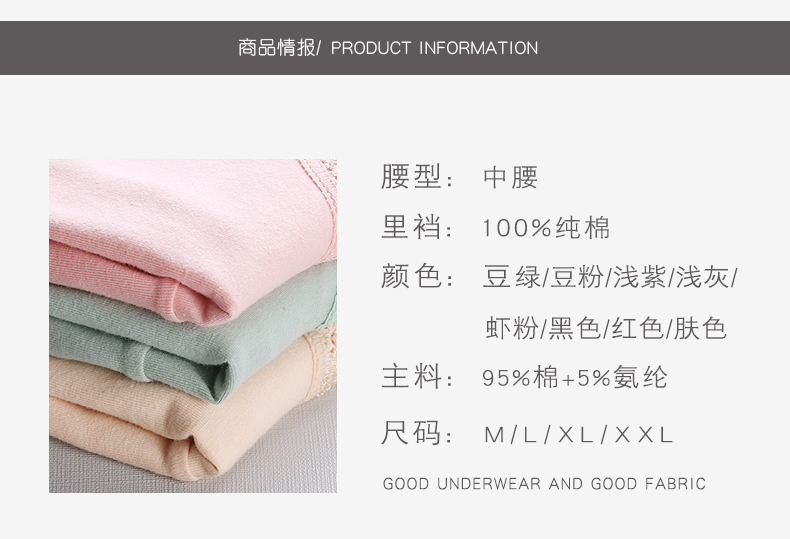 商品情报/ PRODUCT INFORMATION
腰型: 中腰
里裆: 100%纯棉
颜色: 豆绿/豆粉/浅紫/浅灰/
虾粉/黑色/红色/肤色
主料: 95%棉+5%氨纶
尺码: M/L/XL/XXL
GOOD UNDERWEAR AND GOOD FABRIC